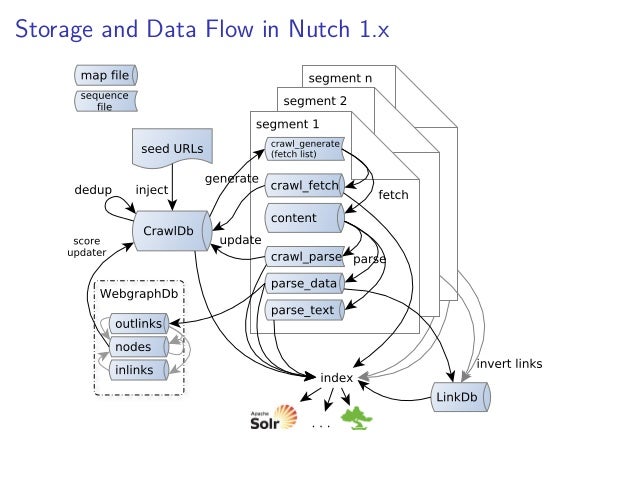 Storage and Data Flow in Nutch 1.x
map file
sequence
file
segment n
segment 2
segment 1
seed URLs
crawl_generate
(fetch list)
generate
crawl_fetch
fetch
dedup
inject
content
CrawlDb
update
score
updater
crawl_parse
parse
parse_data
WebgraphDb
parse_text
outlinks
nodes
inlinks
invert links
index
LinkDb
Apache
Solr
. . .